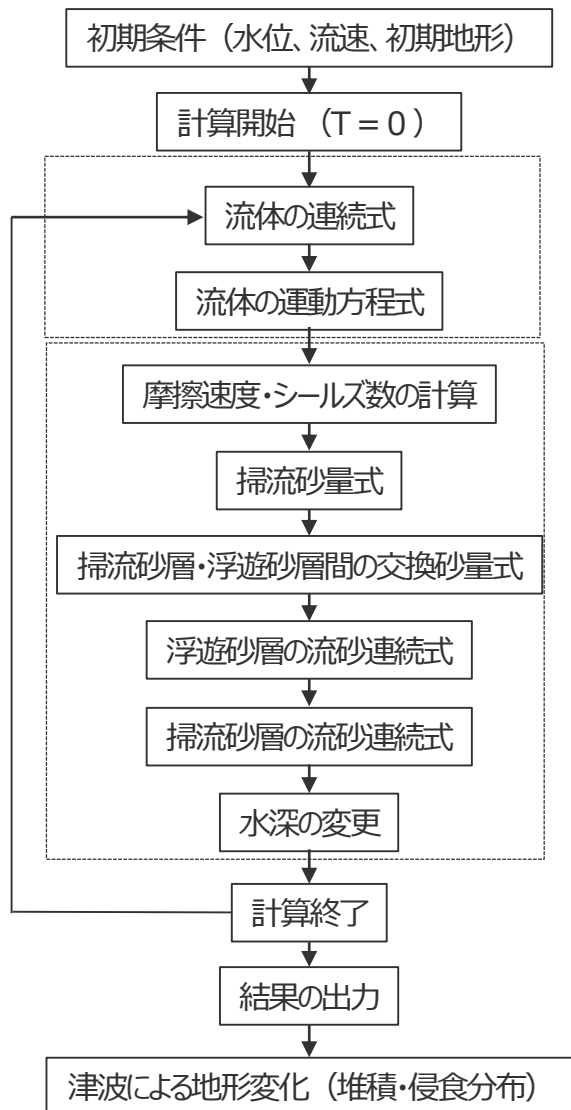 初期条件（水位、流速、初期地形）
計算開始　（Ｔ＝０）
流体の連続式
流体の運動方程式
摩擦速度・シールズ数の計算
掃流砂量式
掃流砂層・浮遊砂層間の交換砂量式
浮遊砂層の流砂連続式
掃流砂層の流砂連続式
水深の変更
計算終了
結果の出力
津波による地形変化（堆積・侵食分布）